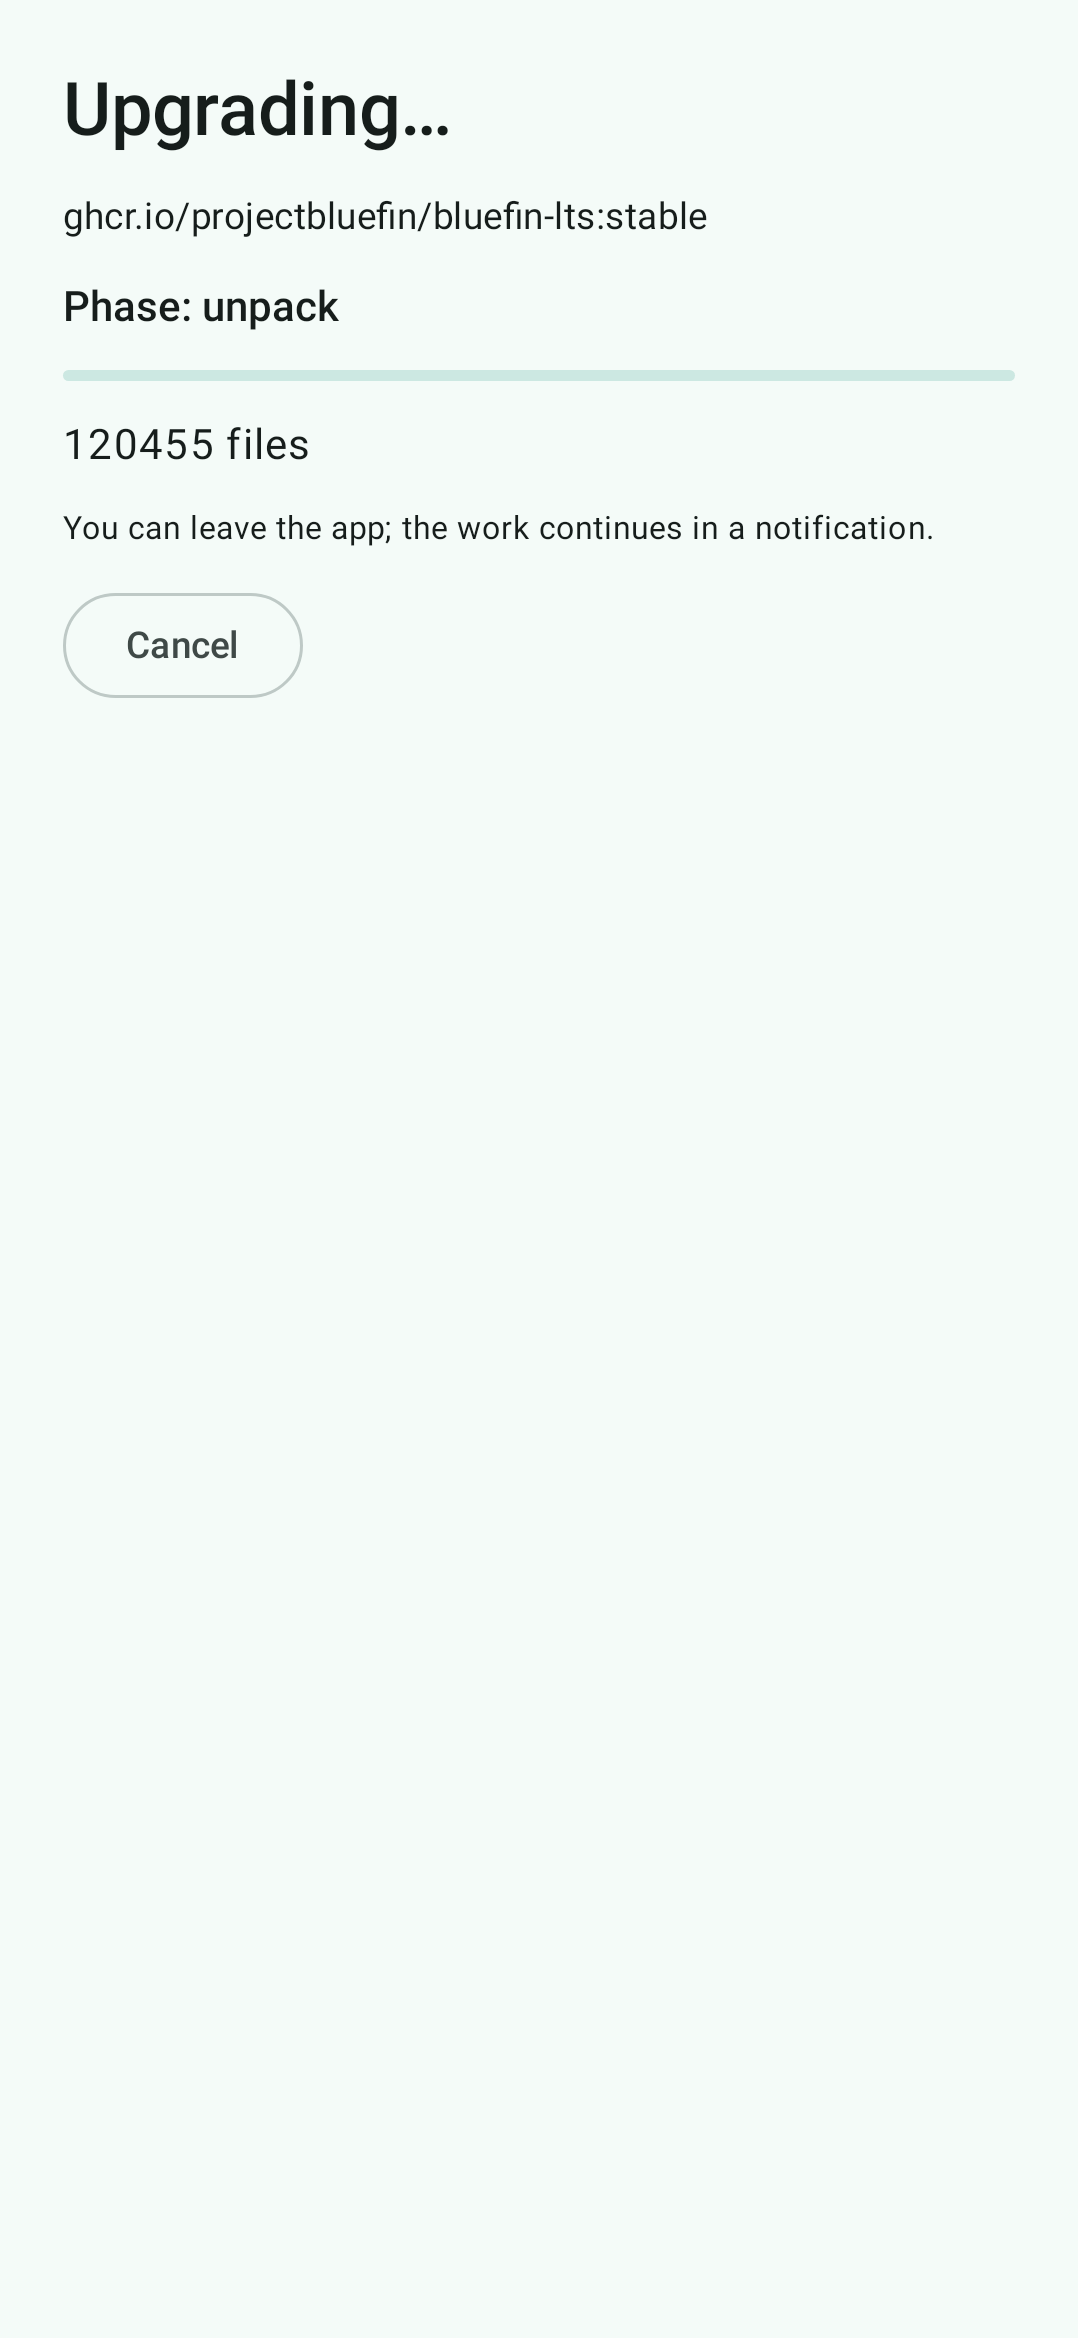 Upgrading…
ghcr.io/projectbluefin/bluefin-lts:stable
Phase: unpack
120455 files
You can leave the app; the work continues in a notification.
Cancel